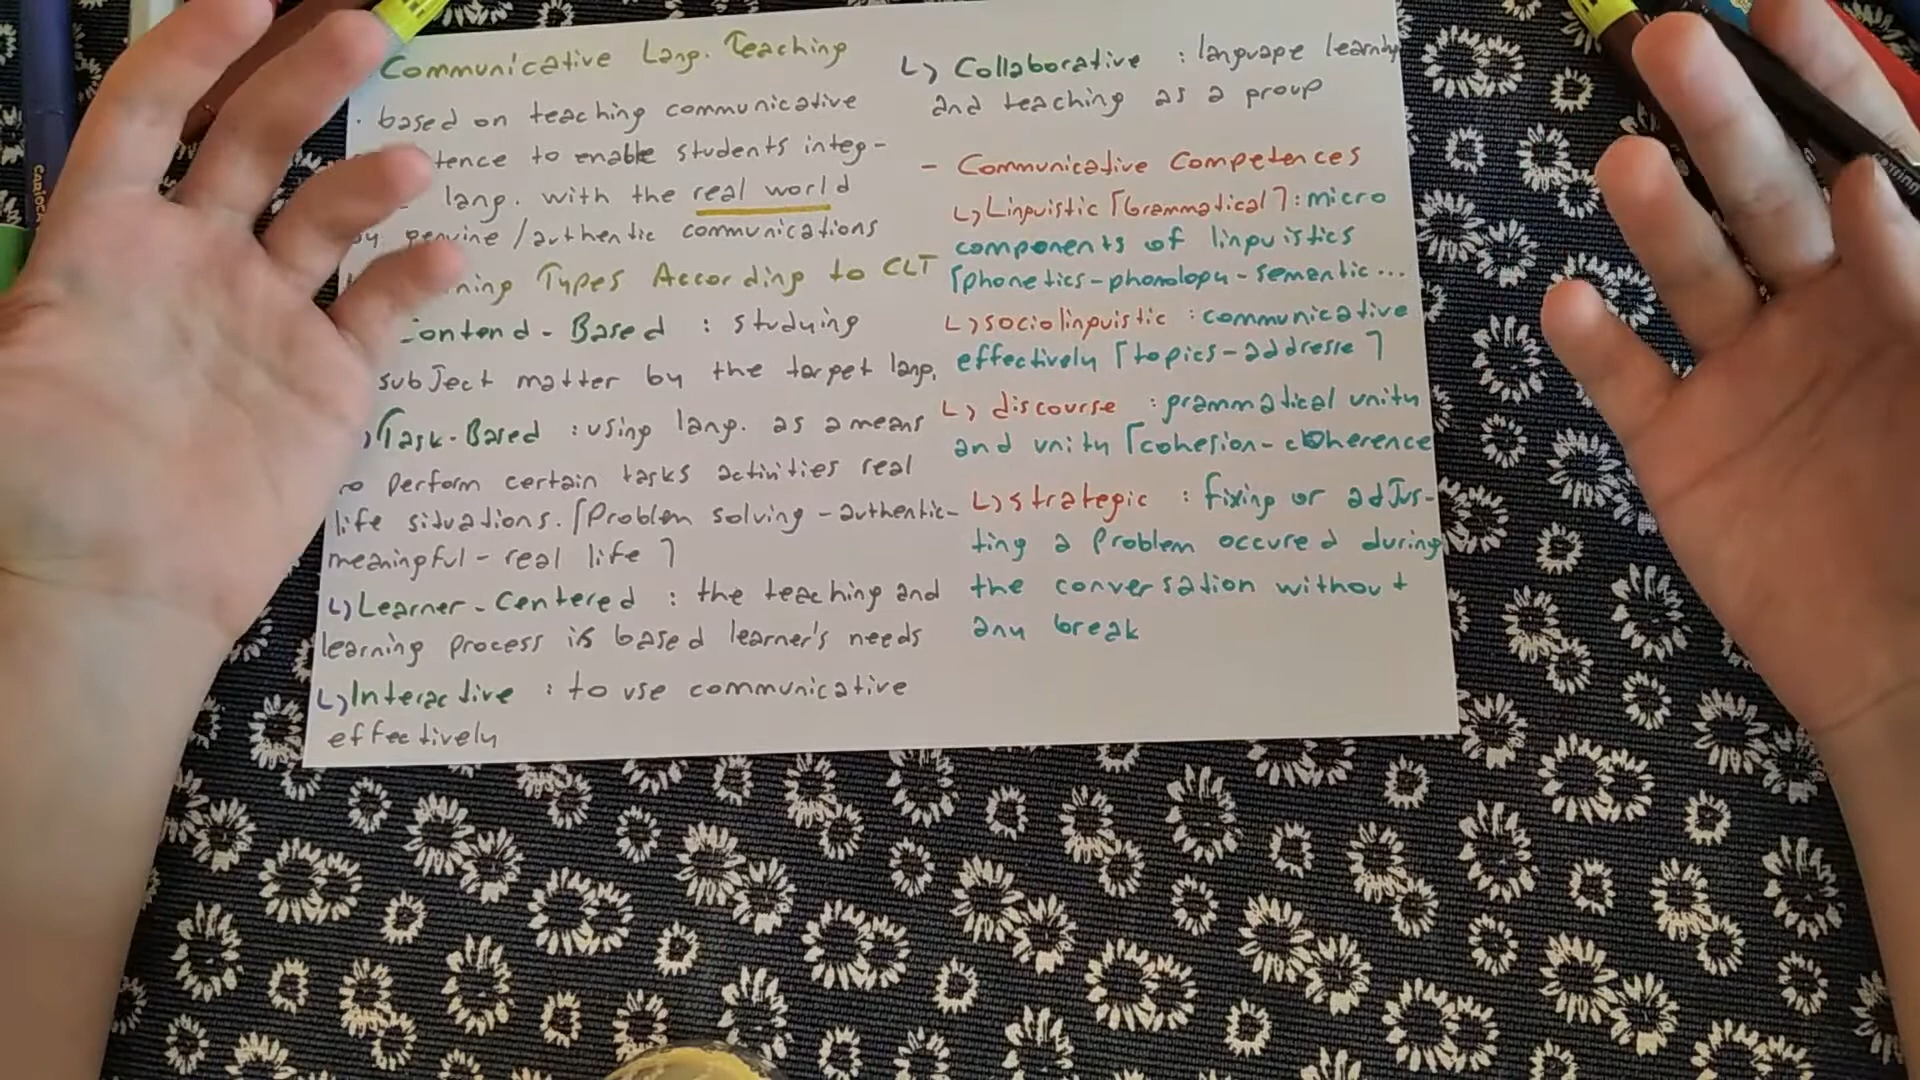 Communicative Lang. Teaching
. based on teaching communicative
tence to enable students integ-
lang. with the real world
genuine / authentic communications
ning Types According to CLT
ontend - Based : studying
subject matter by the target lang.
Task-Based : using lang. as a means
perform certain tasks activities real
life situations. [Problem solving - authentic-
meaningful - real life]
Learner - Centered : the teaching and
learning process is based learner's needs
Interactive : to use communicative
effectively
Collaborative : language learning
and teaching as a group
- Communicative Competences
Linguistic [Grammatical] : micro
components of linguistics
[phonetics - phonology - semantic ...
sociolinguistic : communicative
effectively [topics - addresse]
discourse : grammatical unity
and unity [cohesion - coherence
strategic : fixing or adjus-
ting a problem occured during
the conversation without
any break
CARIOCA